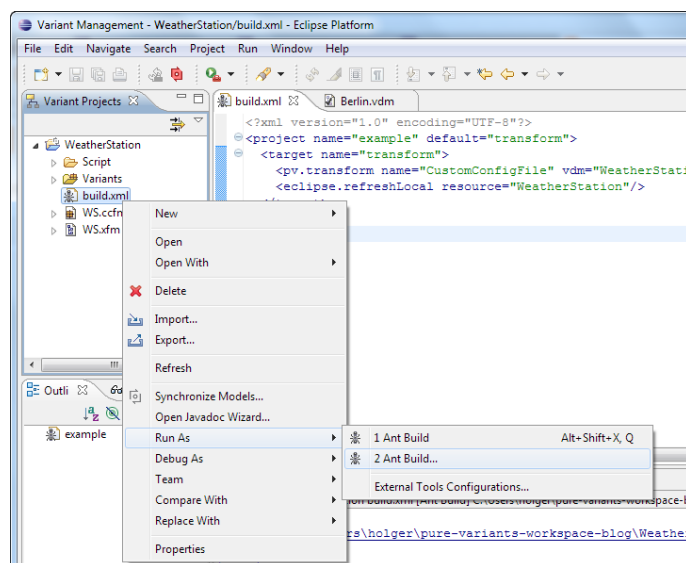 Variant Management - WeatherStation/build.xml - Eclipse Platform
File Edit Navigate Search Project Run Window Help
Variant Projects
build.xml
Berlin.vdm
WeatherStation
Script
Variants
build.xml
WS.ccfm
WS.xfm
<?xml version="1.0" encoding="UTF-8"?>
<project name="example" default="transform">
<target name="transform">
<pv.transform name="CustomConfigFile" vdm="WeatherStati
<eclipse.refreshLocal resource="WeatherStation"/>
New
Open
Open With
Delete
Import...
Export...
Refresh
Synchronize Models...
Open Javadoc Wizard...
Run As
Debug As
Team
Compare With
Replace With
Properties
1 Ant Build Alt+Shift+X, Q
2 Ant Build...
External Tools Configurations...
Outli
example
build.xml [Ant Build] C:\Users\holger\pure-variants-workspace-b
rs\holger\pure-variants-workspace-blog\Weather